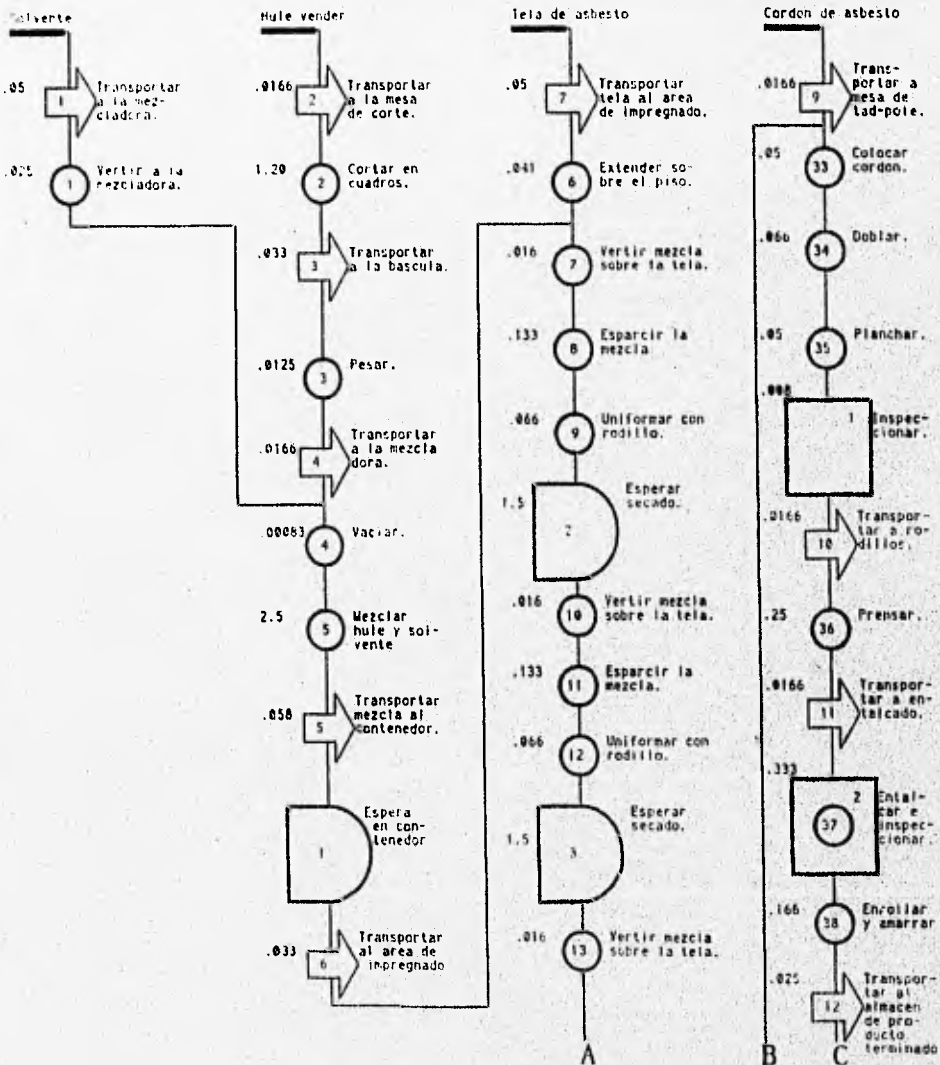 Solvente
.05
1
Transportar
a la mez-
cladora.
.025
1
Vertir a la
mezcladora.
Hule vender
.0166
2
Transportar
a la mesa
de corte.
1.20
2
Cortar en
cuadros.
.033
3
Transportar
a la bascula.
.0125
3
Pesar.
.0166
4
Transportar
a la mezcla
dora.
.00083
4
Vaciar.
2.5
5
Mezclar
hule y sol-
vente
.058
5
Transportar
mezcla al
contenedor.
1
Espera
en con-
tenedor
.033
6
Transportar
al area de
impregnado
Tela de asbesto
.05
7
Transportar
tela al area
de impregnado.
.041
6
Extender so-
bre el piso.
.016
7
Vertir mezcla
sobre la tela.
.133
8
Esparcir la
mezcla
.066
9
Uniformar con
rodillo.
1.5
2
Esperar
secado.
.016
10
Vertir mezcla
sobre la tela.
.133
11
Esparcir la
mezcla.
.066
12
Uniformar con
rodillo.
1.5
3
Esperar
secado.
.016
13
Vertir mezcla
sobre la tela.
A
Cordon de asbesto
.0166
9
Trans-
portar a
mesa de
tad-pole.
.05
33
Colocar
cordon.
.066
34
Doblar.
.05
35
Planchar.
.008
1
Inspec-
cionar.
.0166
10
Transpor-
tar a ro-
dillos.
.25
36
Prensar.
.0166
11
Transpor-
tar a en-
talcado.
.333
2
37
Ental-
car e
inspec-
cionar.
.166
38
Enrollar
y amarrar
.025
12
Transpor-
tar al
almacen
de pro-
ducto
terminado
B
C